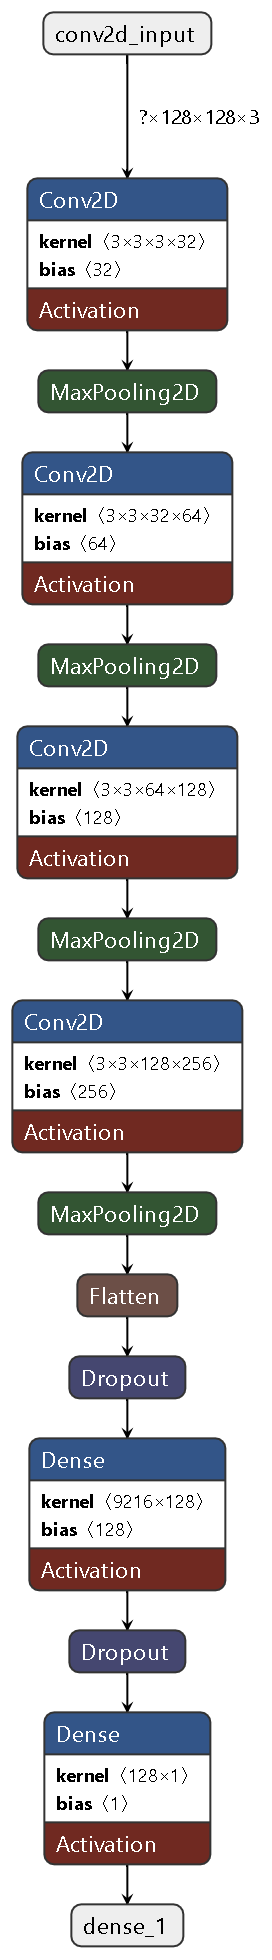 conv2d_input
?×128×128×3
Conv2D
kernel 〈3×3×3×32〉
bias 〈32〉
Activation
MaxPooling2D
Conv2D
kernel 〈3×3×32×64〉
bias 〈64〉
Activation
MaxPooling2D
Conv2D
kernel 〈3×3×64×128〉
bias 〈128〉
Activation
MaxPooling2D
Conv2D
kernel 〈3×3×128×256〉
bias 〈256〉
Activation
MaxPooling2D
Flatten
Dropout
Dense
kernel 〈9216×128〉
bias 〈128〉
Activation
Dropout
Dense
kernel 〈128×1〉
bias 〈1〉
Activation
dense_1